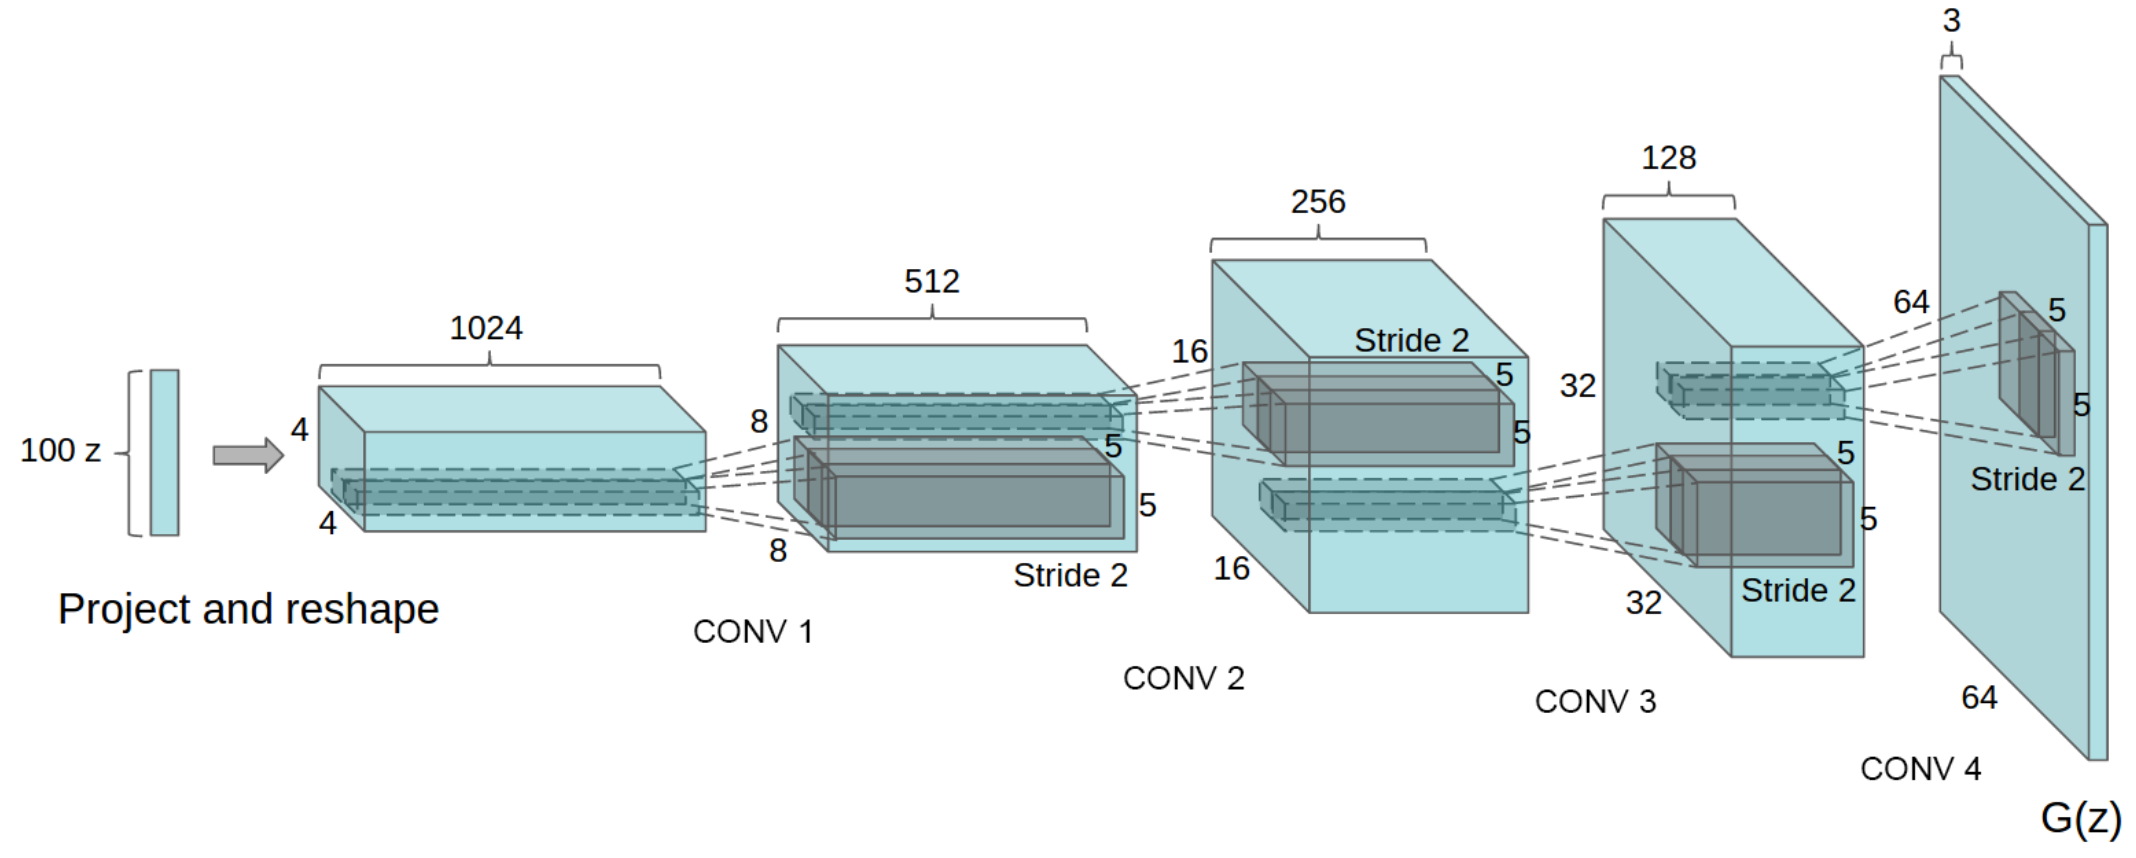 3
128
256
64
5
512
Stride 2
16
1024
5
32
5
8
4
5
5
5
100 z
Stride 2
5
5
4
8
16
Stride 2
Stride 2
32
Project and reshape
CONV 1
CONV 2
CONV 3
64
CONV 4
G(z)